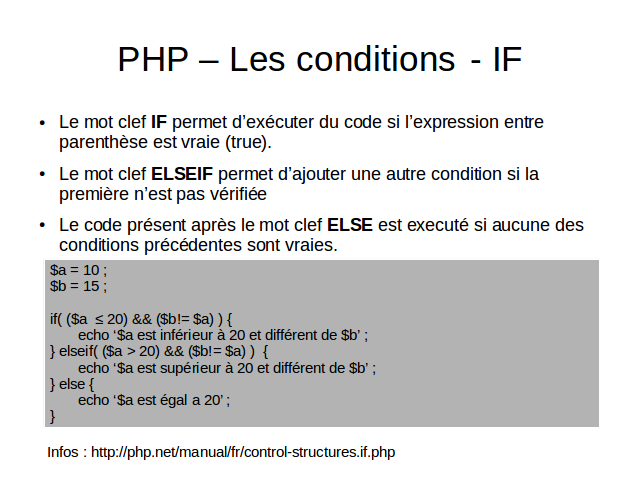 PHP – Les conditions - IF
• Le mot clef IF permet d’exécuter du code si l’expression entre
parenthèse est vraie (true).
• Le mot clef ELSEIF permet d’ajouter une autre condition si la
première n’est pas vérifiée
• Le code présent après le mot clef ELSE est executé si aucune des
conditions précédentes sont vraies.
$a = 10 ;
$b = 15 ;
if( ($a ≤ 20) && ($b!= $a) ) {
echo ‘$a est inférieur à 20 et différent de $b’ ;
} elseif( ($a > 20) && ($b!= $a) ) {
echo ‘$a est supérieur à 20 et différent de $b’ ;
} else {
echo ‘$a est égal a 20’ ;
}
Infos : http://php.net/manual/fr/control-structures.if.php